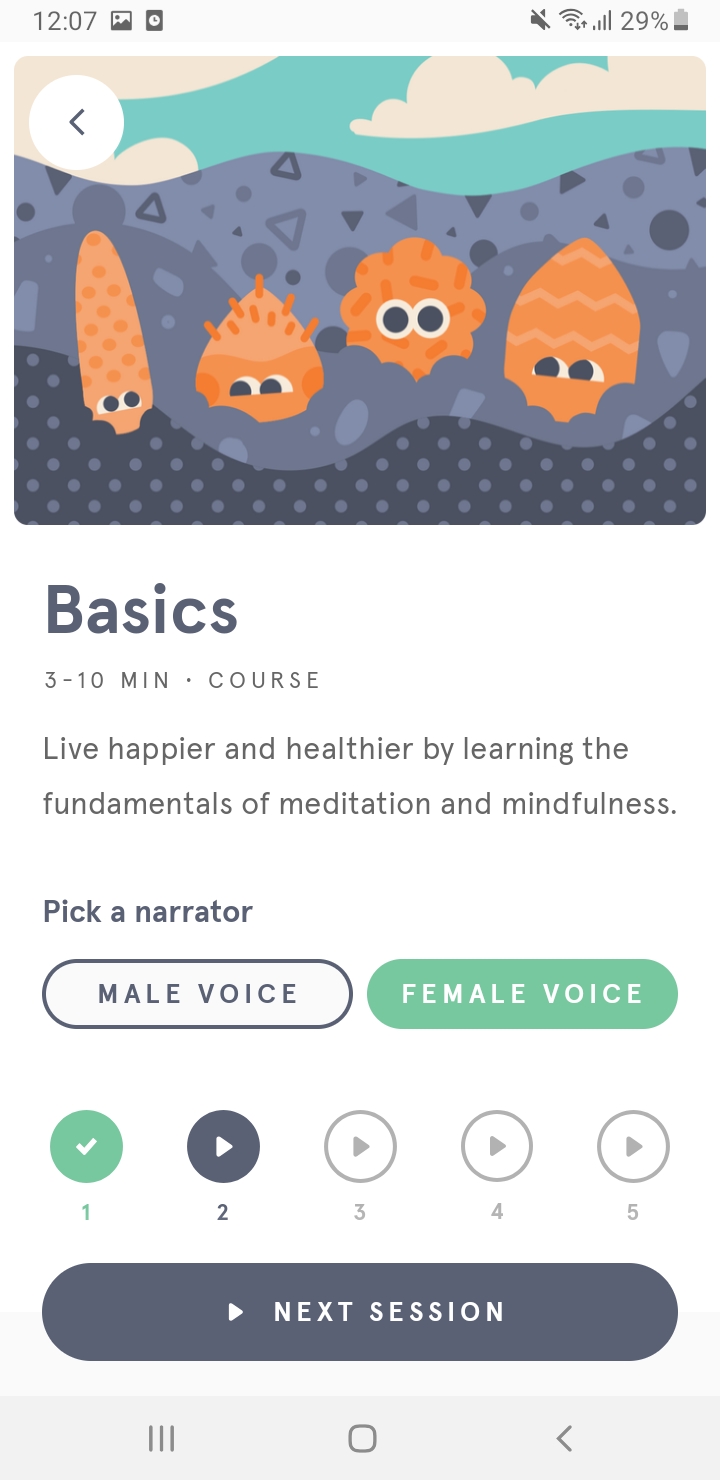 12:07 29%
Basics
3-10 MIN • COURSE
Live happier and healthier by learning the
fundamentals of meditation and mindfulness.
Pick a narrator
MALE VOICE FEMALE VOICE
1 2 3 4 5
NEXT SESSION